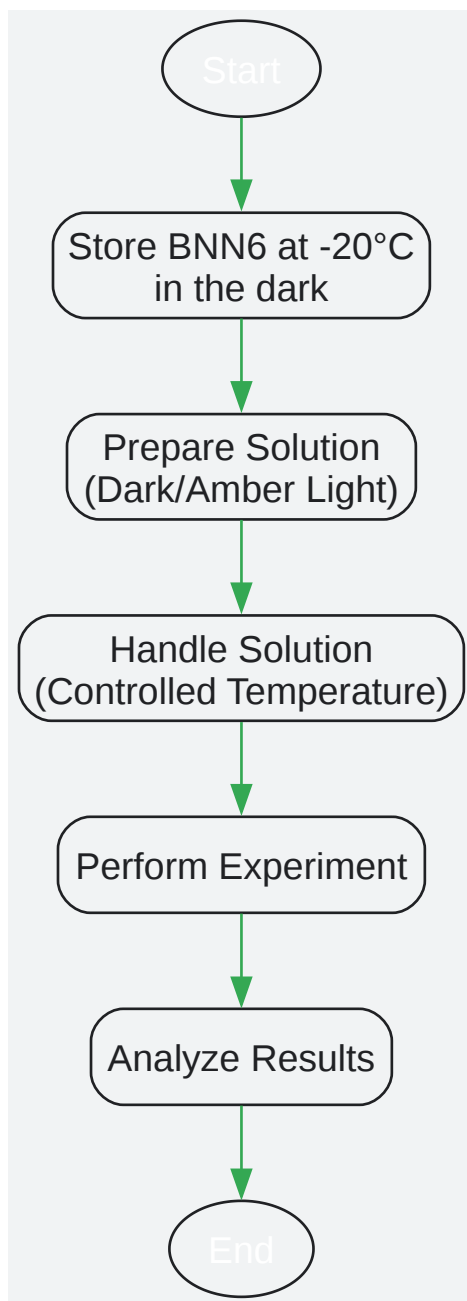 Start
Store BNN6 at -20°C
in the dark
Prepare Solution
(Dark/Amber Light)
Handle Solution
(Controlled Temperature)
Perform Experiment
Analyze Results
End